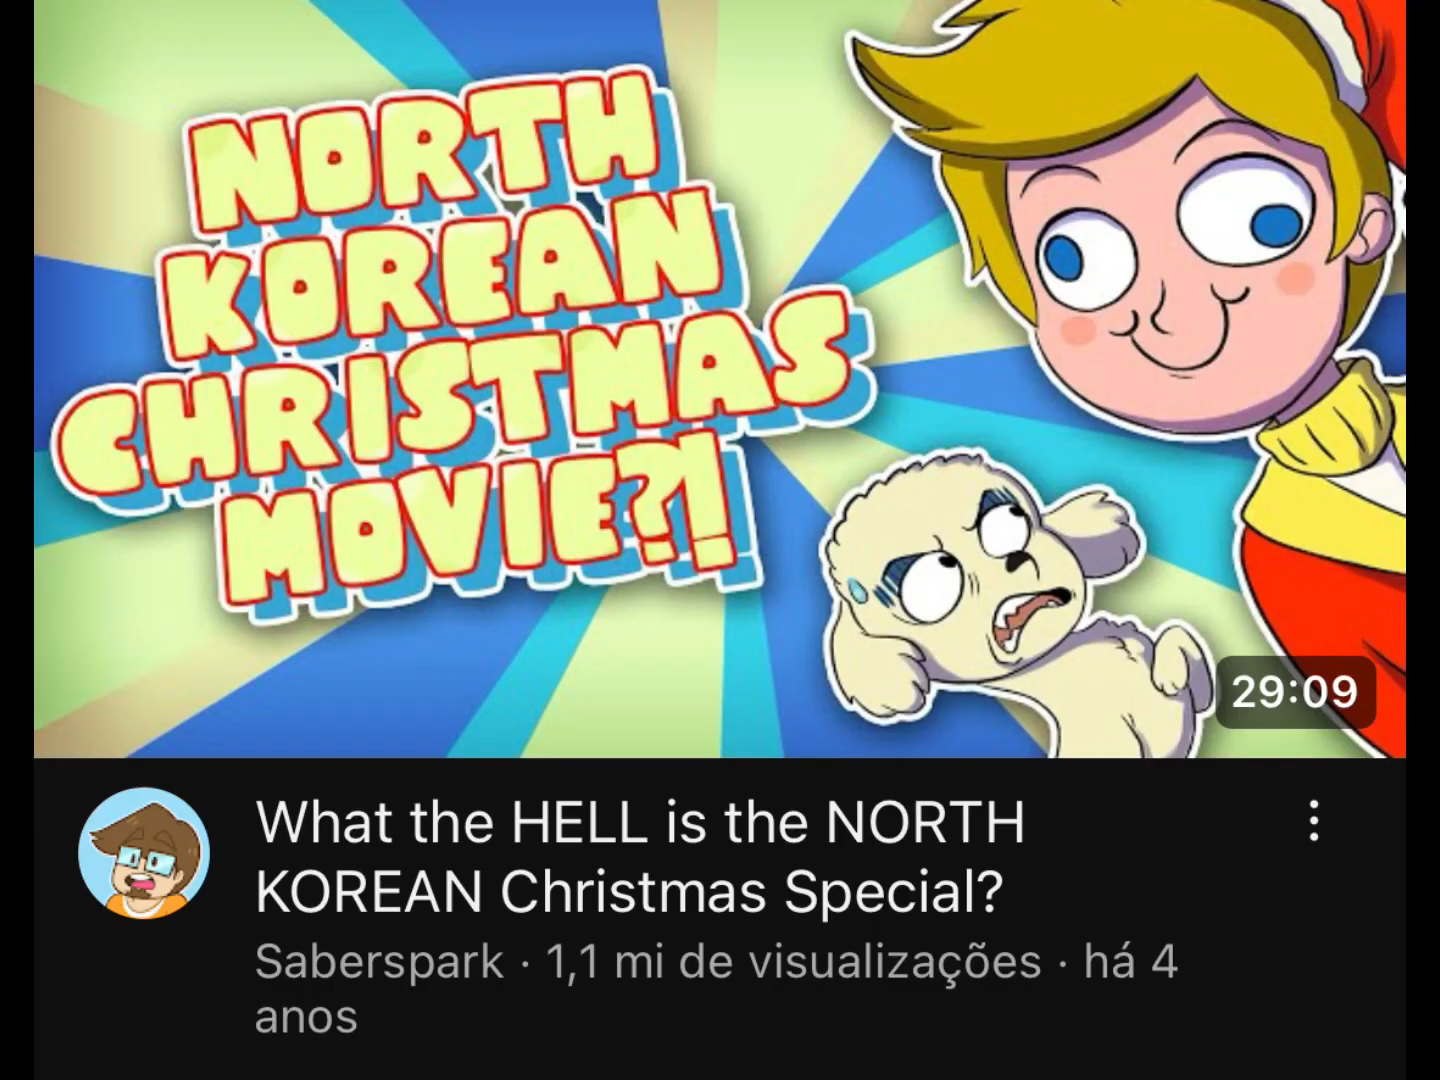 NORTH
KOREAN
CHRISTMAS
MOVIE?!
29:09
What the HELL is the NORTH
KOREAN Christmas Special?
Saberspark · 1,1 mi de visualizações · há 4
anos